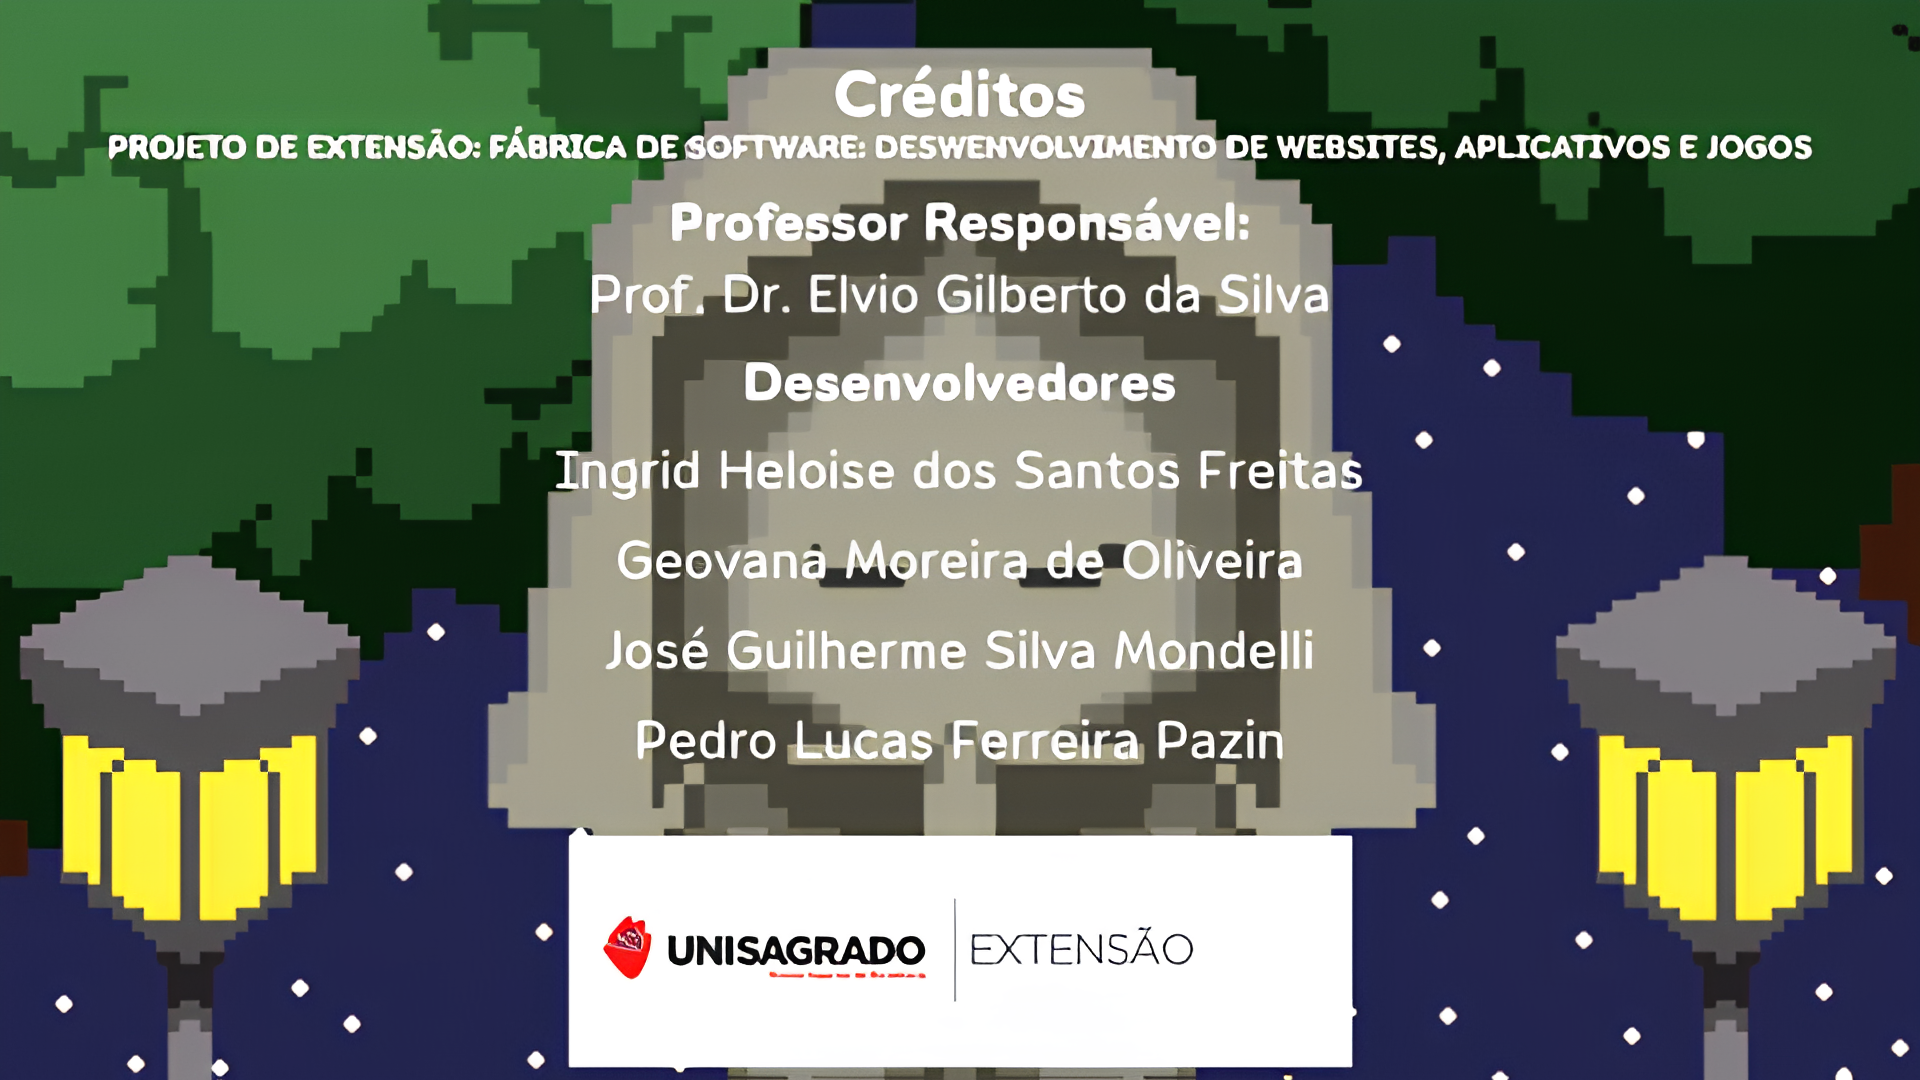 Créditos
PROJETO DE EXTENSÃO: FÁBRICA DE SOFTWARE: DESWENVOLVIMENTO DE WEBSITES, APLICATIVOS E JOGOS
Professor Responsável:
Prof. Dr. Elvio Gilberto da Silva
Desenvolvedores
Ingrid Heloise dos Santos Freitas
Geovana Moreira de Oliveira
José Guilherme Silva Mondelli
Pedro Lucas Ferreira Pazin
UNISAGRADO | EXTENSÃO